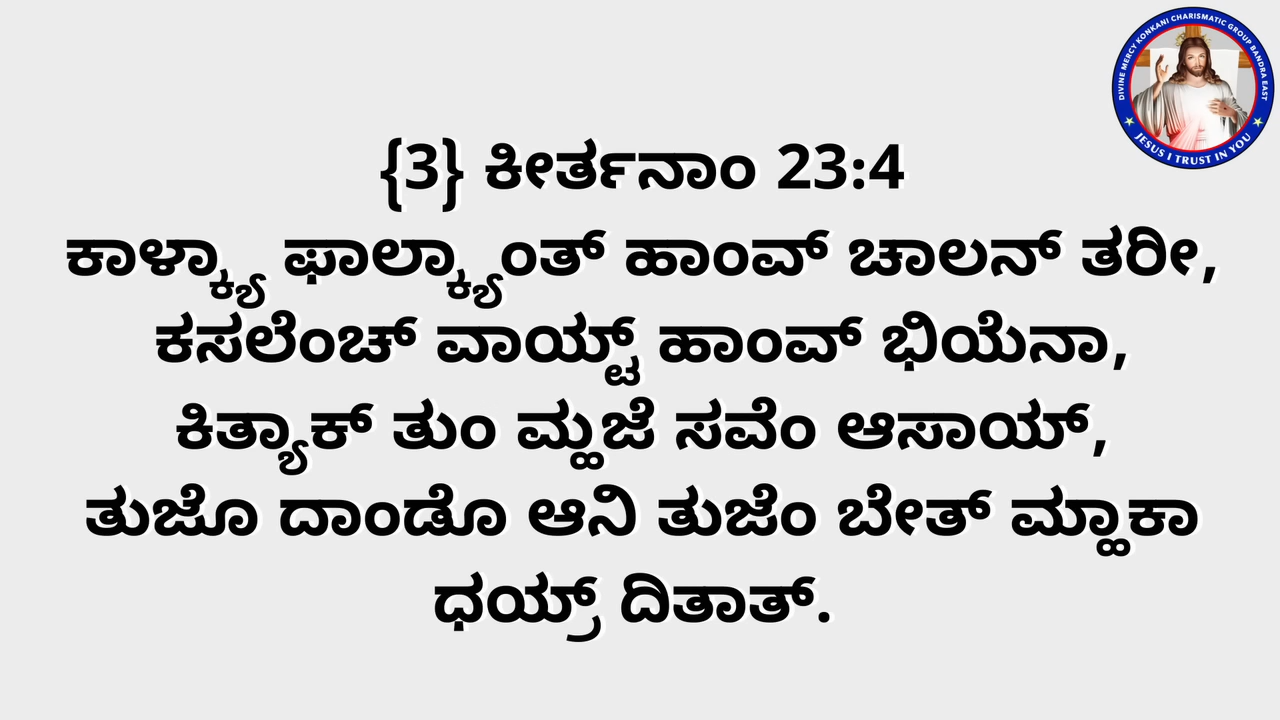 DIVINE MERCY KONKANI CHARISMATIC GROUP BANDRA EAST
JESUS I TRUST IN YOU
{3} ಕೀರ್ತನಾಂ 23:4
ಕಾಳ್ಕ್ಯಾ ಫಾಲ್ಕ್ಯಾಂತ್ ಹಾಂವ್ ಚಾಲನ್ ತರೀ,
ಕಸಲೆಂಚ್ ವಾಯ್ಟ್ ಹಾಂವ್ ಭಿಯೆನಾ,
ಕಿತ್ಯಾಕ್ ತುಂ ಮ್ಹಜೆ ಸವೆಂ ಆಸಾಯ್,
ತುಜೊ ದಾಂಡೊ ಆನಿ ತುಜೆಂ ಬೇತ್ ಮ್ಹಾಕಾ
ಧಯ್ರ್ ದಿತಾತ್.